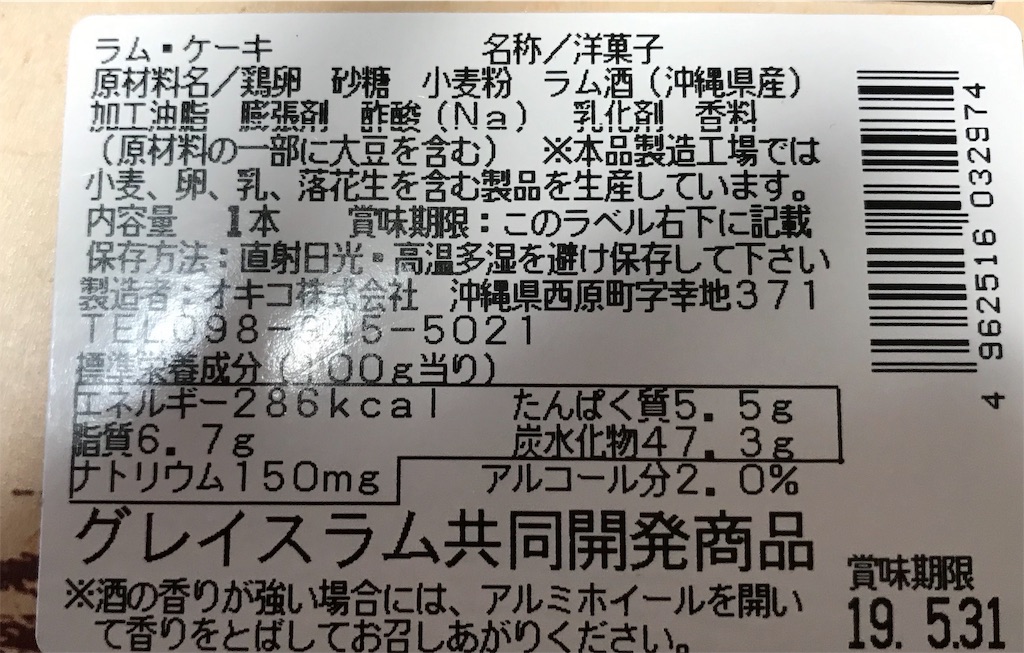 ラム・ケーキ　名称／洋菓子
原材料名／鶏卵　砂糖　小麦粉　ラム酒（沖縄県産）
加工油脂　膨張剤　酢酸（Na）　乳化剤　香料
（原材料の一部に大豆を含む）　※本品製造工場では
小麦、卵、乳、落花生を含む製品を生産しています。
内容量　1本　賞味期限：このラベル右下に記載
保存方法：直射日光・高温多湿を避け保存して下さい
製造者：オキコ株式会社　沖縄県西原町字幸地371
TEL098-945-5021
標準栄養成分（100g当り）
エネルギー286kcal　たんぱく質5.5g
脂質6.7g　炭水化物47.3g
ナトリウム150mg　アルコール分2.0%
グレイスラム共同開発商品
※酒の香りが強い場合には、アルミホイールを開い
て香りをとばしてお召しあがりください。
賞味期限
19. 5.31
4 962516 032974